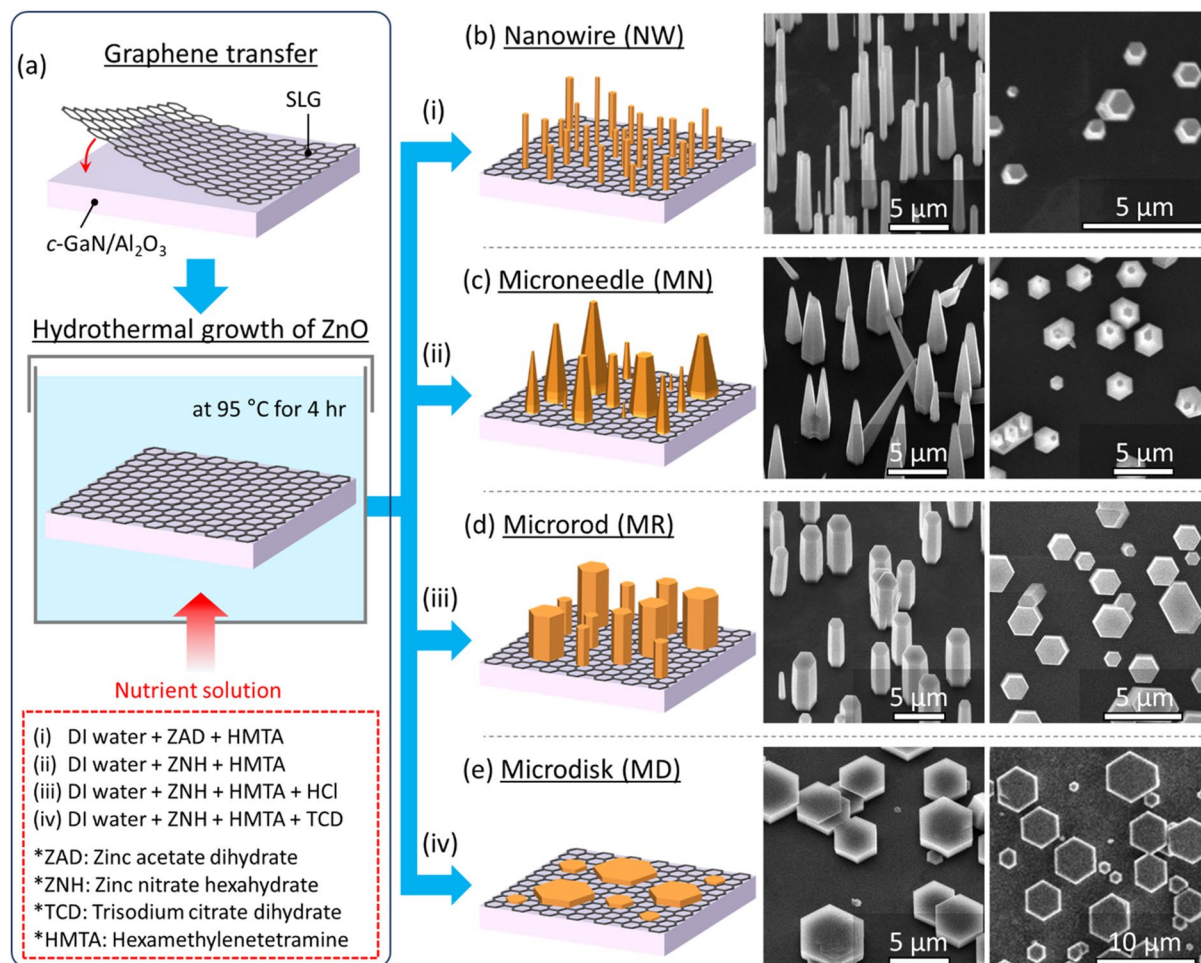 (a)
Graphene transfer
SLG
c-GaN/Al₂O₃
Hydrothermal growth of ZnO
at 95 °C for 4 hr
Nutrient solution
(i) DI water + ZAD + HMTA
(ii) DI water + ZNH + HMTA
(iii) DI water + ZNH + HMTA + HCl
(iv) DI water + ZNH + HMTA + TCD
*ZAD: Zinc acetate dihydrate
*ZNH: Zinc nitrate hexahydrate
*TCD: Trisodium citrate dihydrate
*HMTA: Hexamethylenetetramine
(b) Nanowire (NW)
(i)
5 µm
5 µm
(c) Microneedle (MN)
(ii)
5 µm
5 µm
(d) Microrod (MR)
(iii)
5 µm
5 µm
(e) Microdisk (MD)
(iv)
5 µm
10 µm